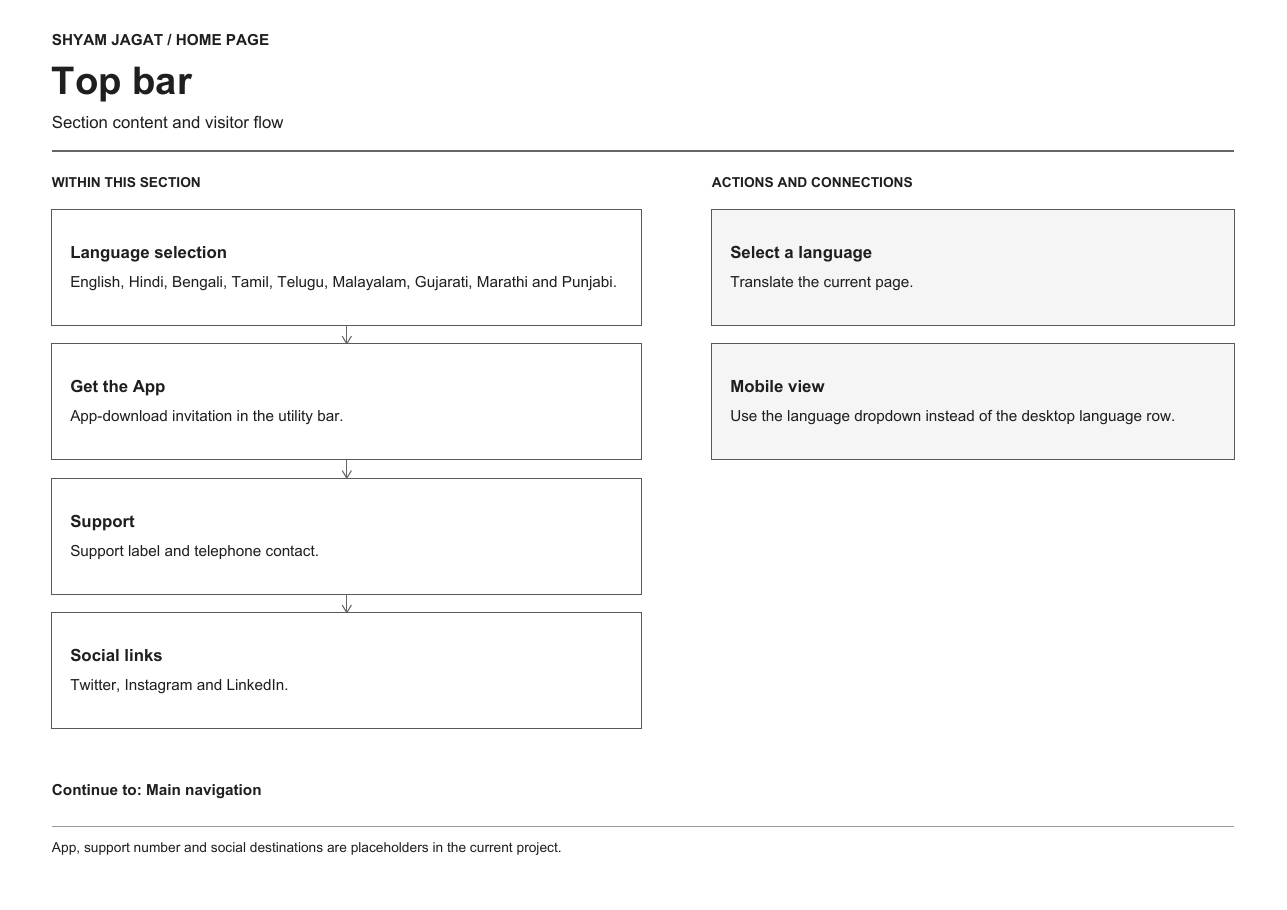 SHYAM JAGAT / HOME PAGE
Top bar
Section content and visitor flow
WITHIN THIS SECTION
Language selection
English, Hindi, Bengali, Tamil, Telugu, Malayalam, Gujarati, Marathi and Punjabi.
Get the App
App-download invitation in the utility bar.
Support
Support label and telephone contact.
Social links
Twitter, Instagram and LinkedIn.
ACTIONS AND CONNECTIONS
Select a language
Translate the current page.
Mobile view
Use the language dropdown instead of the desktop language row.
Continue to: Main navigation
App, support number and social destinations are placeholders in the current project.